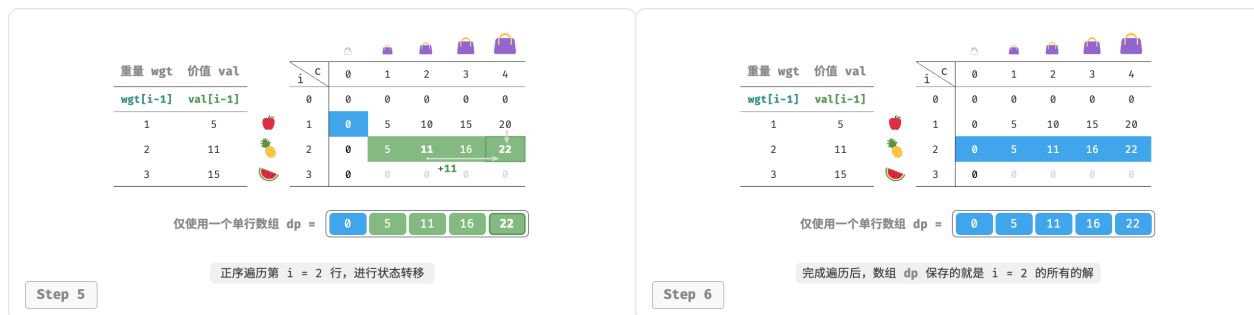 重量 wgt 价值 val
wgt[i-1] val[i-1]
1 5
2 11
3 15
i c 0 1 2 3 4
0 0 0 0 0 0
1 0 5 10 15 20
2 0 5 11 16 22
+11
3 0 0 0 0 0
仅使用一个单行数组 dp = 0 5 11 16 22
正序遍历第 i = 2 行，进行状态转移
Step 5
重量 wgt 价值 val
wgt[i-1] val[i-1]
1 5
2 11
3 15
i c 0 1 2 3 4
0 0 0 0 0 0
1 0 5 10 15 20
2 0 5 11 16 22
3 0 0 0 0 0
仅使用一个单行数组 dp = 0 5 11 16 22
完成遍历后，数组 dp 保存的就是 i = 2 的所有的解
Step 6